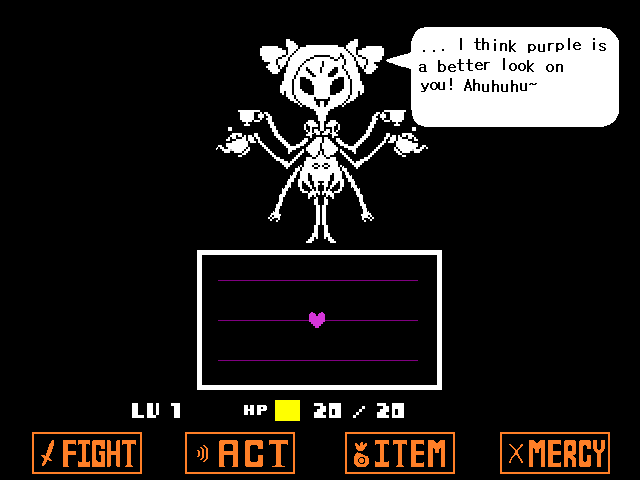 ... I think purple is
a better look on
you! Ahuhuhu~
LV 1 HP 20 / 20
FIGHT ACT ITEM MERCY